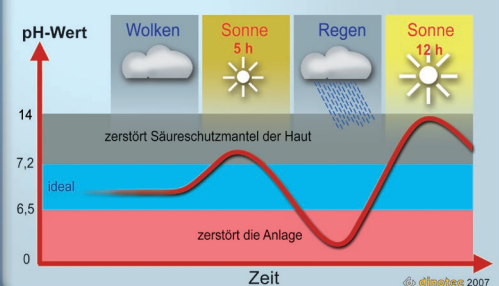 pH-Wert
Wolken
Sonne
5 h
Regen
Sonne
12 h
14
zerstört Säureschutzmantel der Haut
7,2
ideal
6,5
zerstört die Anlage
0
Zeit
dinotec 2007